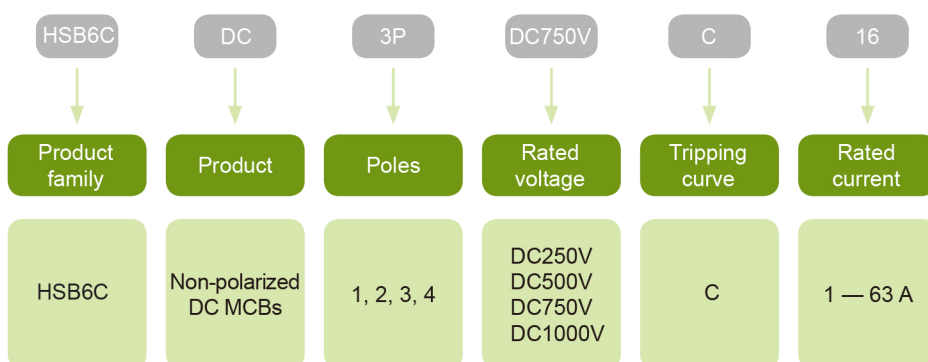 HSB6C DC 3P DC750V C 16
Product family
Product
Poles
Rated voltage
Tripping curve
Rated current
HSB6C
Non-polarized
DC MCBs
1, 2, 3, 4
DC250V
DC500V
DC750V
DC1000V
C
1 — 63 A